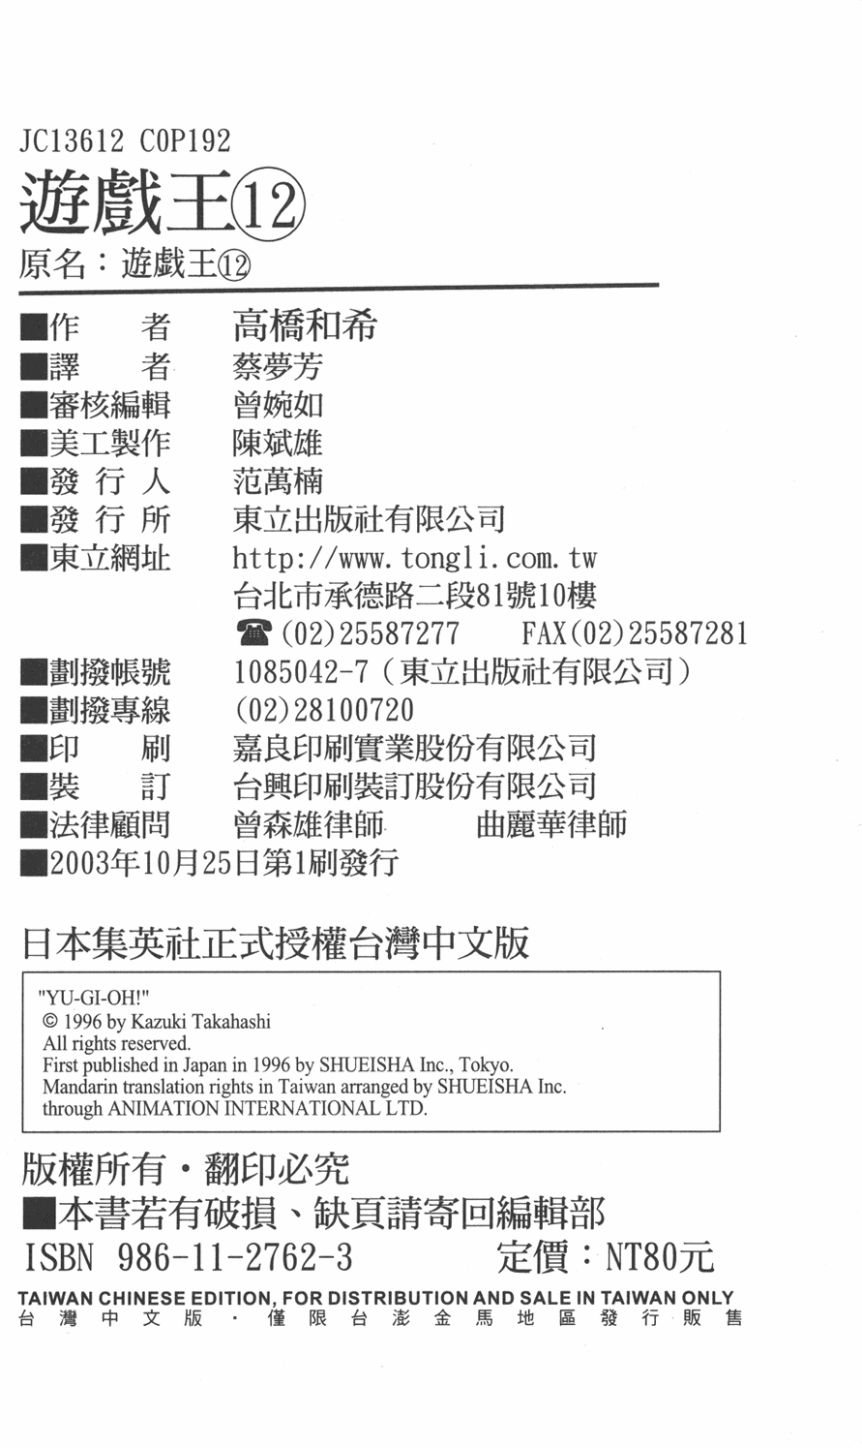 JC13612 C0P192
遊戲王⑫
原名：遊戯王⑫
■作　　者　　高橋和希
■譯　　者　　蔡夢芳
■審核編輯　　曾婉如
■美工製作　　陳斌雄
■發 行 人　　范萬楠
■發 行 所　　東立出版社有限公司
■東立網址　　http://www.tongli.com.tw
台北市承德路二段81號10樓
☎(02)25587277　　FAX(02)25587281
■劃撥帳號　　1085042-7（東立出版社有限公司）
■劃撥專線　　(02)28100720
■印　　刷　　嘉良印刷實業股份有限公司
■裝　　訂　　台興印刷裝訂股份有限公司
■法律顧問　　曾森雄律師　　　曲麗華律師
■2003年10月25日第1刷發行
日本集英社正式授權台灣中文版
"YU-GI-OH!"
© 1996 by Kazuki Takahashi
All rights reserved.
First published in Japan in 1996 by SHUEISHA Inc., Tokyo.
Mandarin translation rights in Taiwan arranged by SHUEISHA Inc.
through ANIMATION INTERNATIONAL LTD.
版權所有・翻印必究
■本書若有破損、缺頁請寄回編輯部
ISBN 986-11-2762-3　　　定價：NT80元
TAIWAN CHINESE EDITION, FOR DISTRIBUTION AND SALE IN TAIWAN ONLY
台灣中文版・僅限台澎金馬地區發行販售